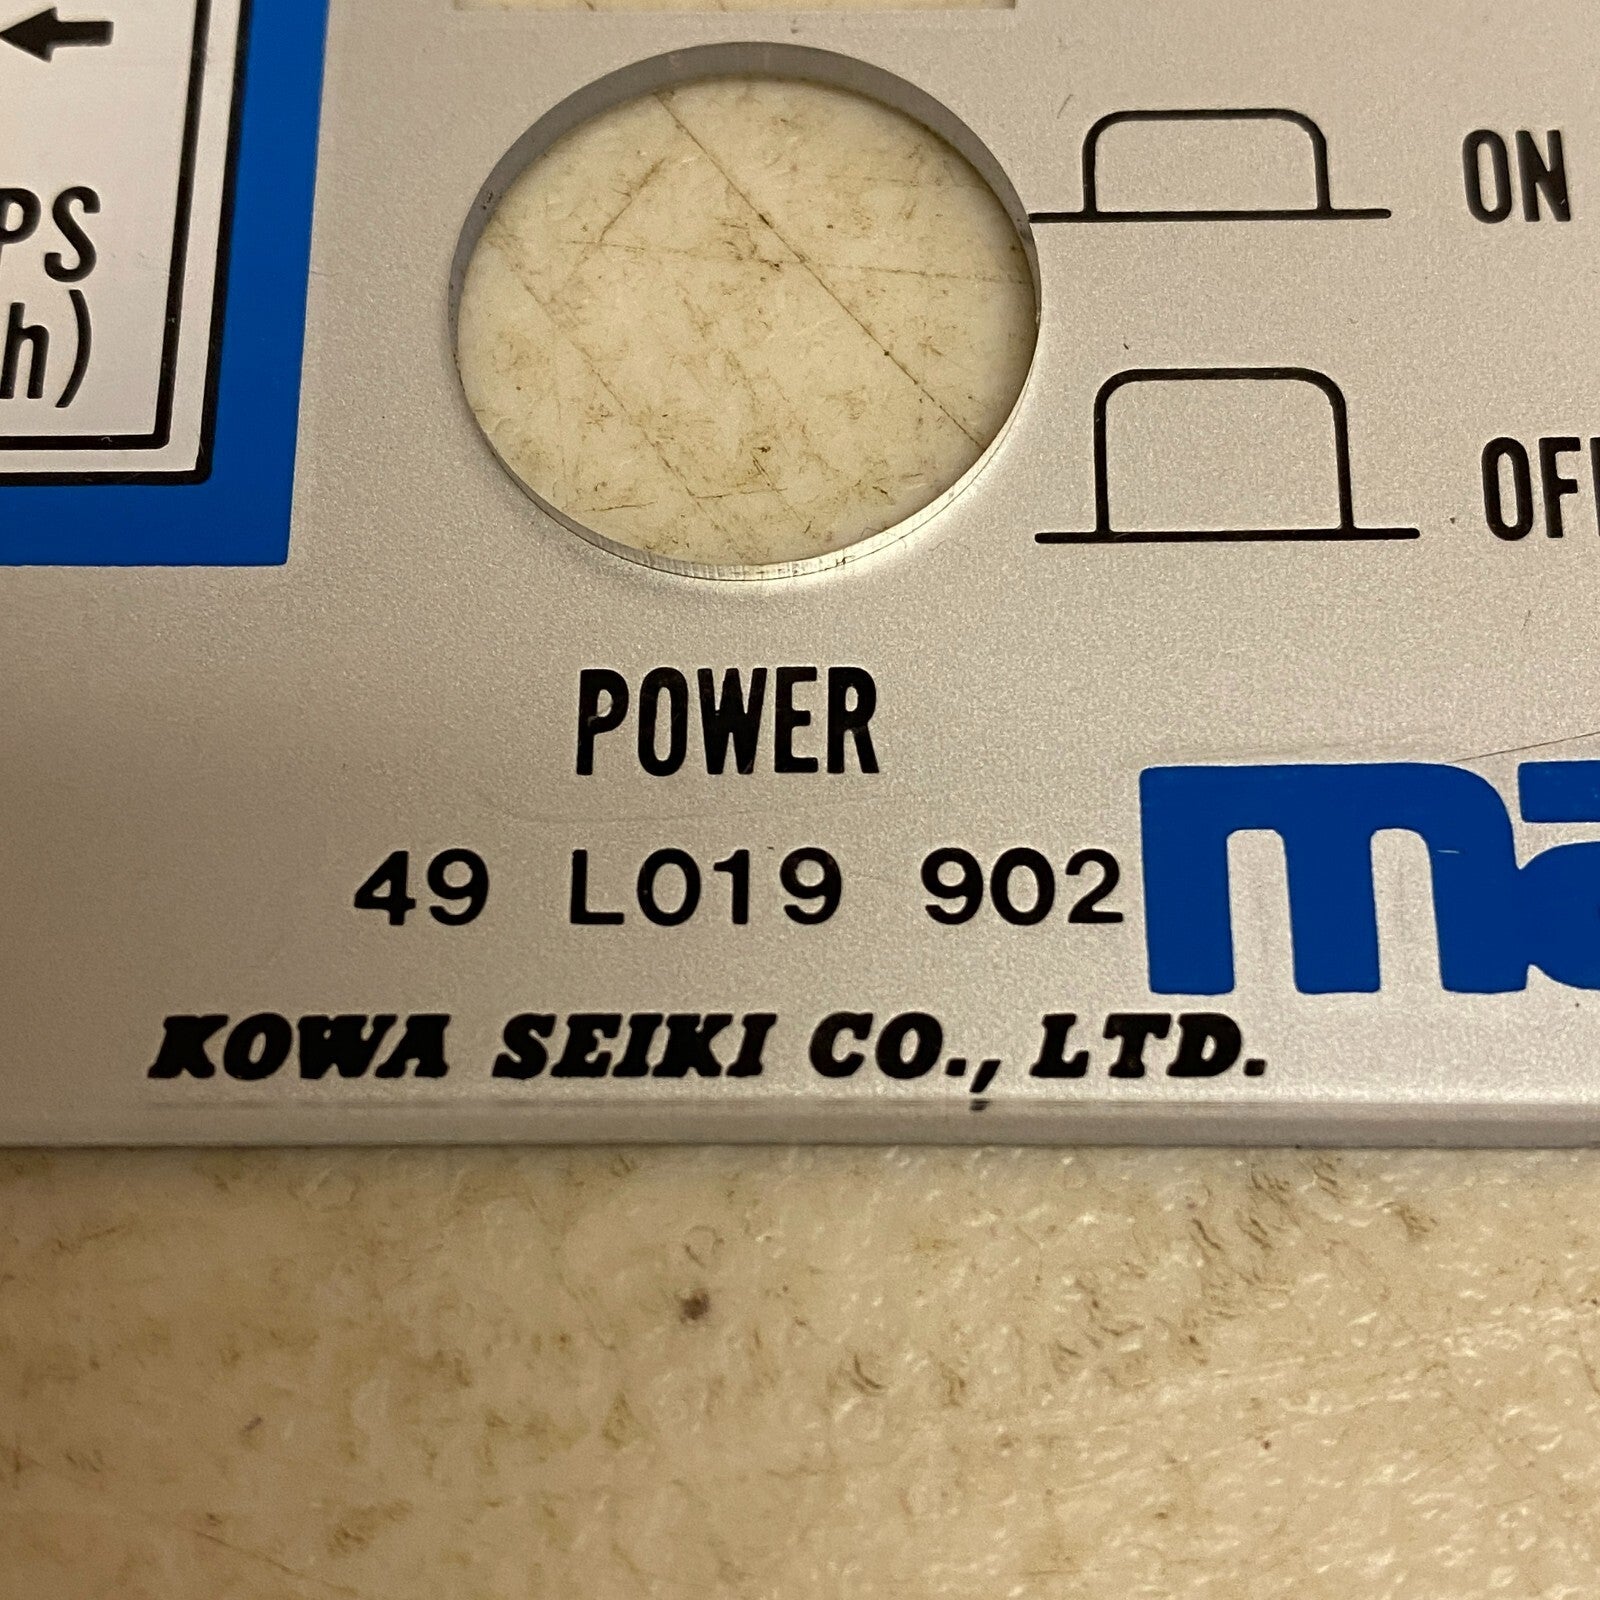 PS
h)
ON
OF
POWER
49 L019 902
ma
KOWA SEIKI CO., LTD.